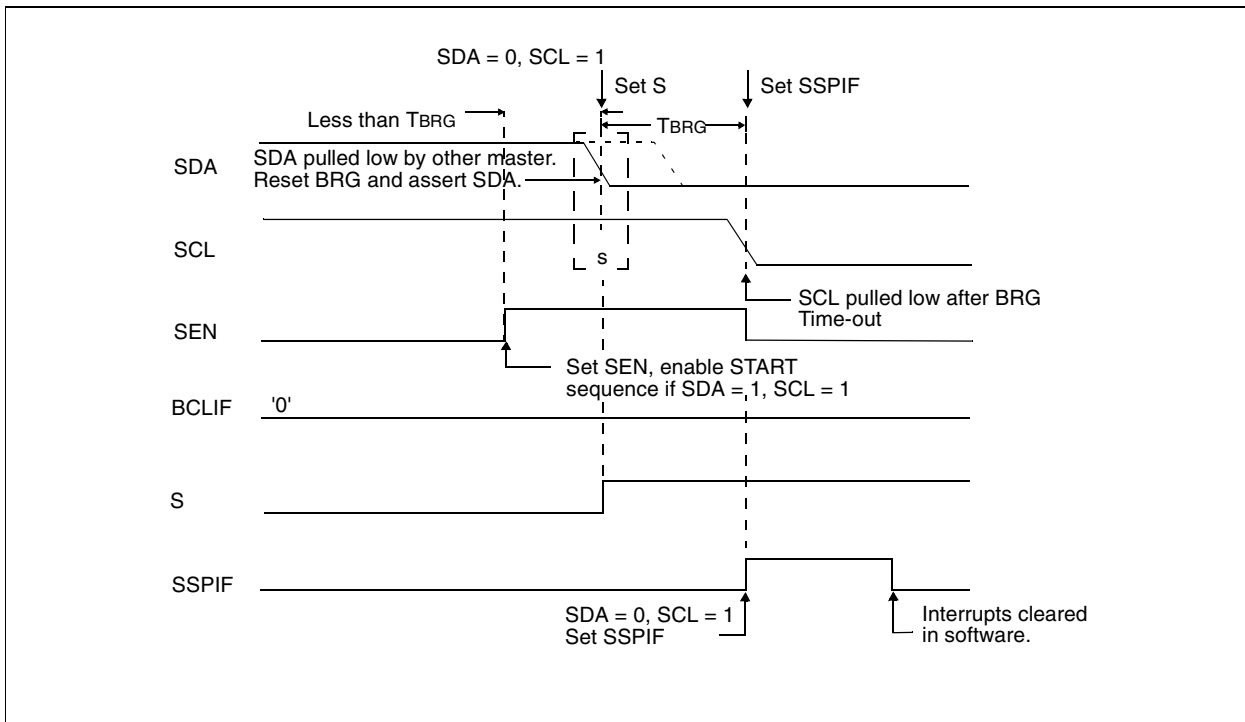 SDA = 0, SCL = 1
Set S
Set SSPIF
Less than TBRG
TBRG
SDA
SDA pulled low by other master.
Reset BRG and assert SDA.
SCL
s
SCL pulled low after BRG
Time-out
SEN
Set SEN, enable START
sequence if SDA = 1, SCL = 1
BCLIF
'0'
S
SSPIF
SDA = 0, SCL = 1
Set SSPIF
Interrupts cleared
in software.